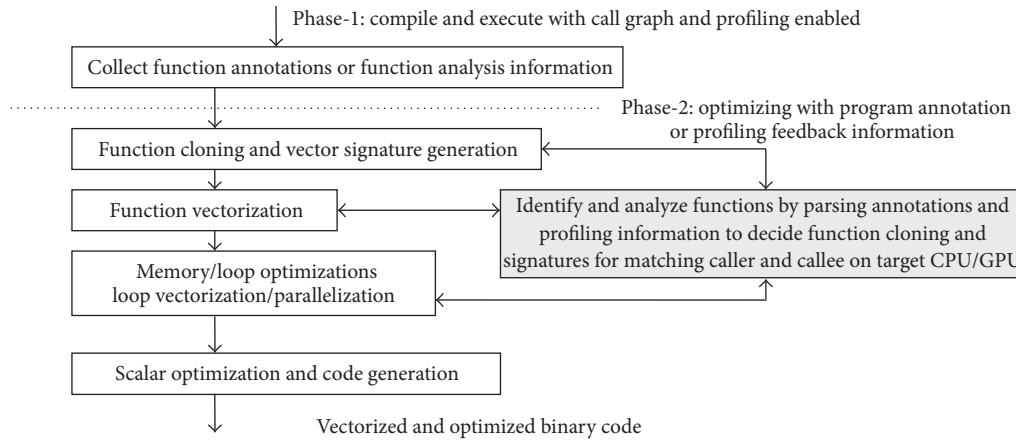 Phase-1: compile and execute with call graph and profiling enabled
Collect function annotations or function analysis information
Phase-2: optimizing with program annotation
or profiling feedback information
Function cloning and vector signature generation
Function vectorization
Identify and analyze functions by parsing annotations and
profiling information to decide function cloning and
signatures for matching caller and callee on target CPU/GPU
Memory/loop optimizations
loop vectorization/parallelization
Scalar optimization and code generation
Vectorized and optimized binary code